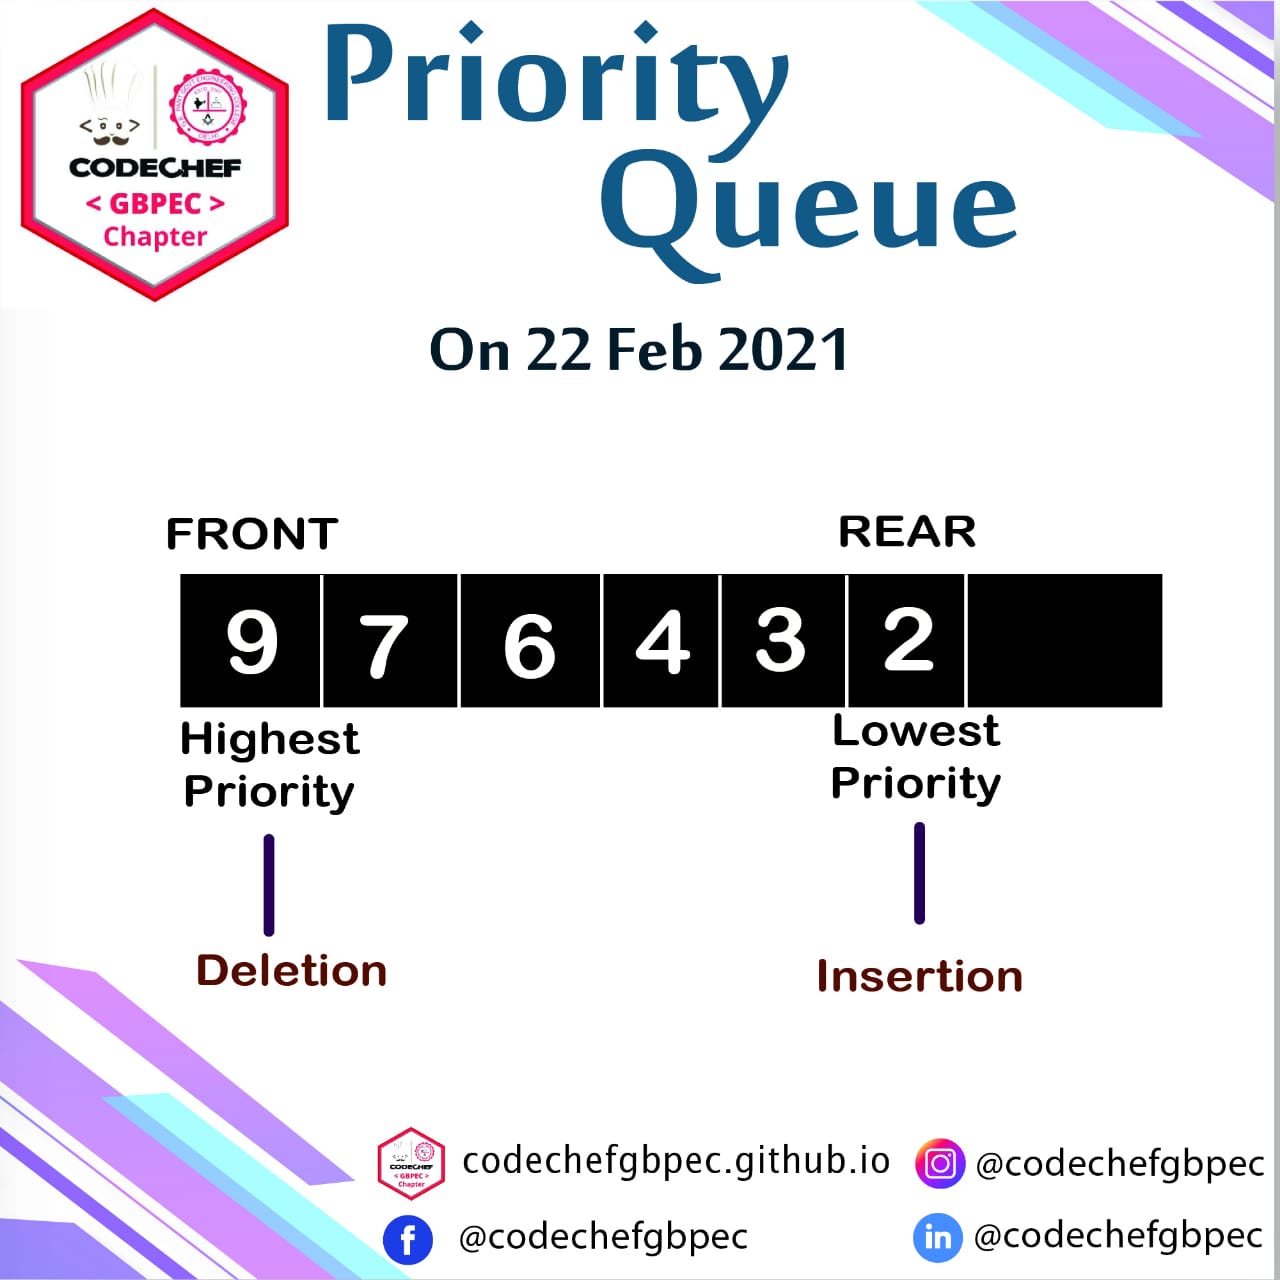 Priority
Queue
CODECHEF
< GBPEC >
Chapter
On 22 Feb 2021
FRONT
REAR
9 7 6 4 3 2
Highest
Priority
Lowest
Priority
Deletion
Insertion
CODECHEF
< GBPEC >
Chapter
codechefgbpec.github.io
@codechefgbpec
@codechefgbpec
@codechefgbpec